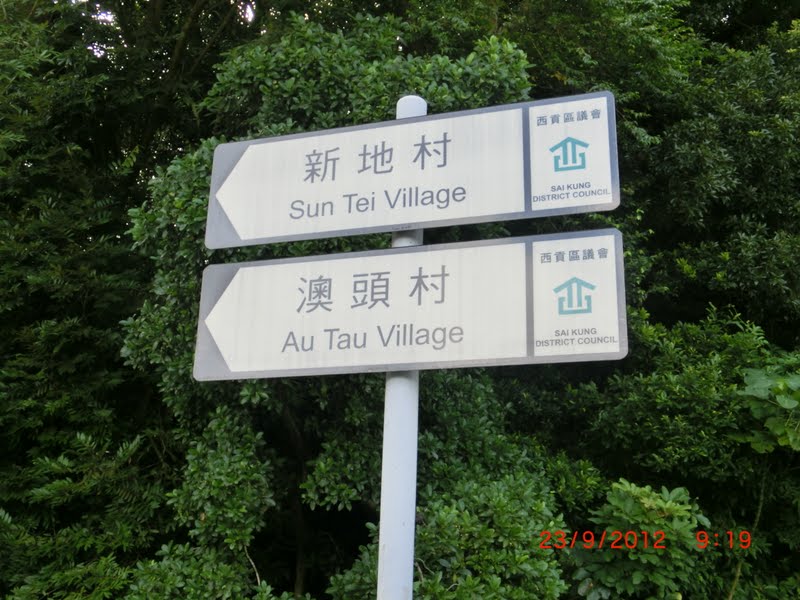 新地村
Sun Tei Village
西貢區議會
SAI KUNG
DISTRICT COUNCIL
澳頭村
Au Tau Village
西貢區議會
SAI KUNG
DISTRICT COUNCIL
23/9/2012 9:19